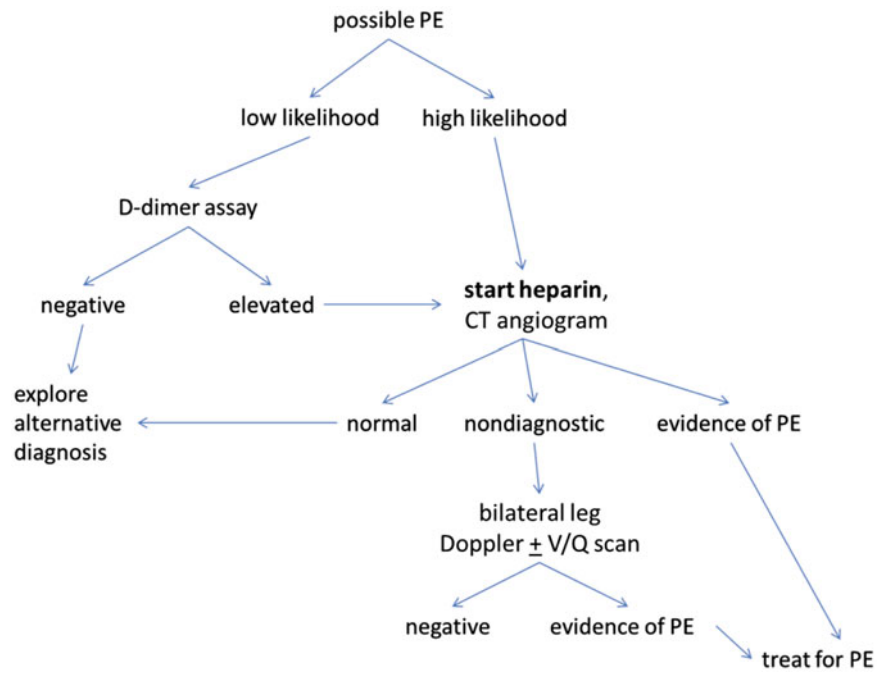 possible PE
low likelihood
high likelihood
D-dimer assay
negative
elevated
start heparin,
CT angiogram
explore
alternative
diagnosis
normal
nondiagnostic
evidence of PE
bilateral leg
Doppler ± V/Q scan
negative
evidence of PE
treat for PE